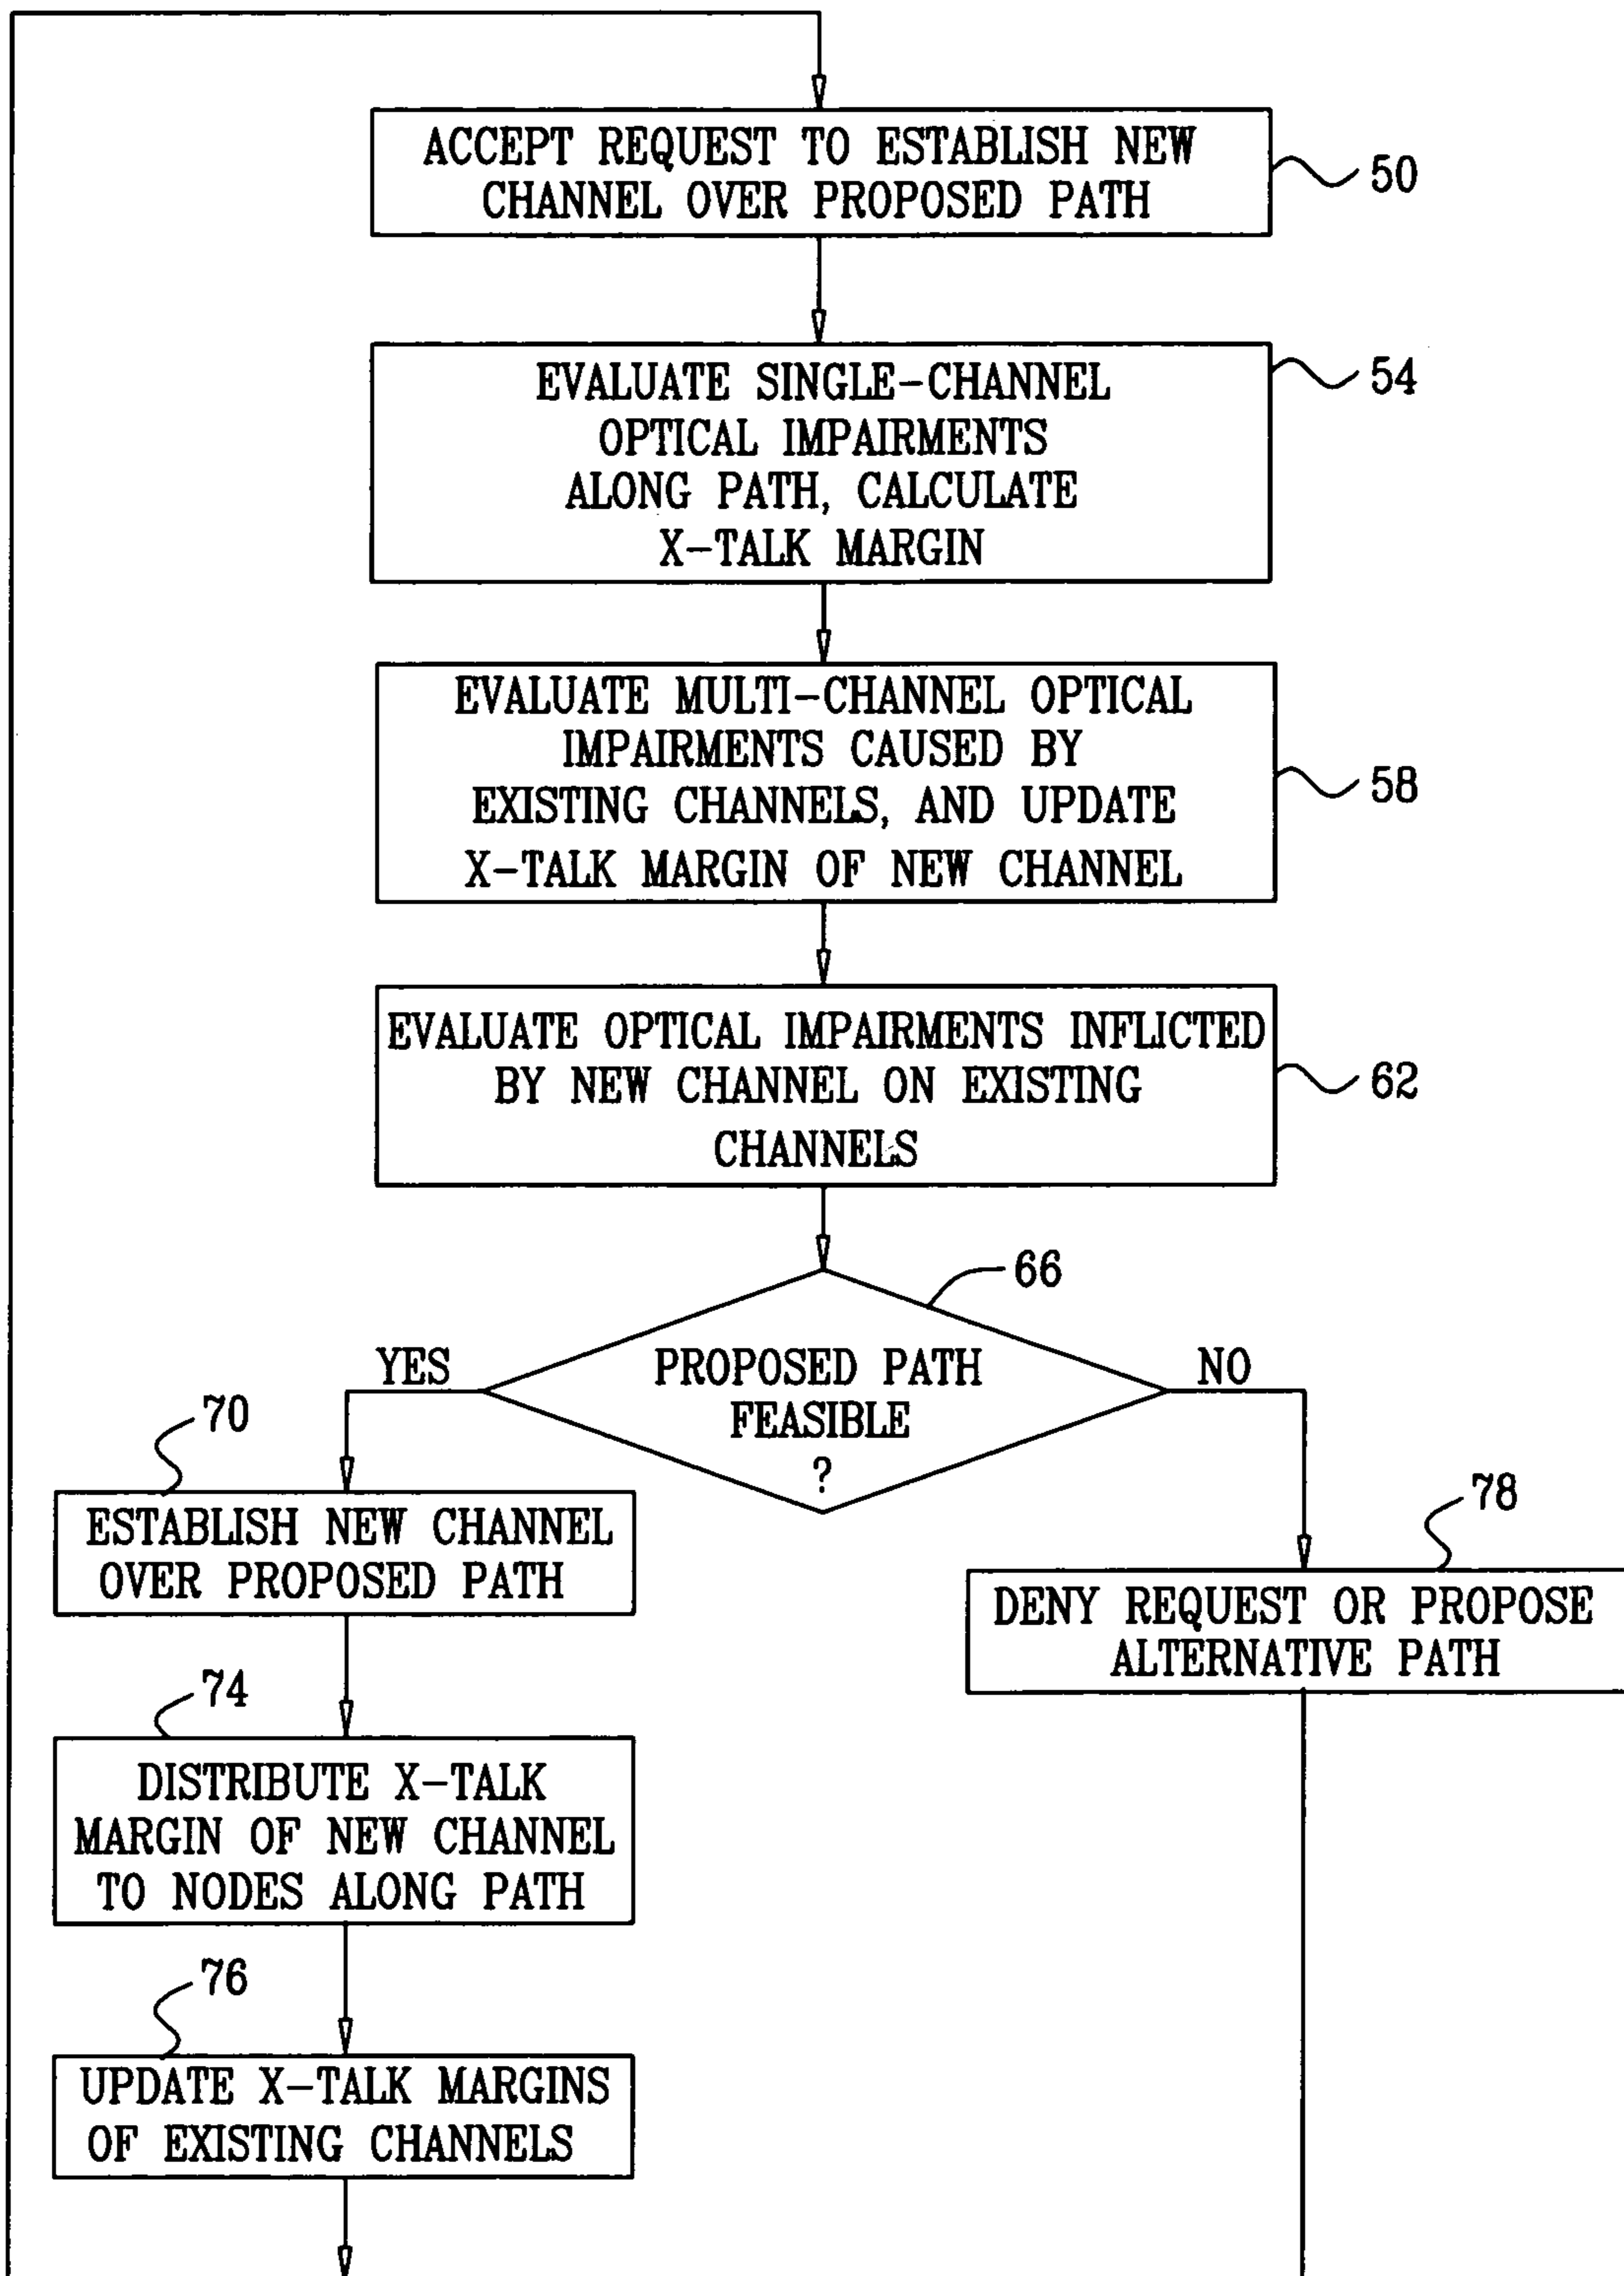 ACCEPT REQUEST TO ESTABLISH NEW
CHANNEL OVER PROPOSED PATH
50
EVALUATE SINGLE-CHANNEL
OPTICAL IMPAIRMENTS
ALONG PATH, CALCULATE
X-TALK MARGIN
54
EVALUATE MULTI-CHANNEL OPTICAL
IMPAIRMENTS CAUSED BY
EXISTING CHANNELS, AND UPDATE
X-TALK MARGIN OF NEW CHANNEL
58
EVALUATE OPTICAL IMPAIRMENTS INFLICTED
BY NEW CHANNEL ON EXISTING
CHANNELS
62
66
PROPOSED PATH
FEASIBLE
?
YES
NO
70
ESTABLISH NEW CHANNEL
OVER PROPOSED PATH
78
DENY REQUEST OR PROPOSE
ALTERNATIVE PATH
74
DISTRIBUTE X-TALK
MARGIN OF NEW CHANNEL
TO NODES ALONG PATH
76
UPDATE X-TALK MARGINS
OF EXISTING CHANNELS